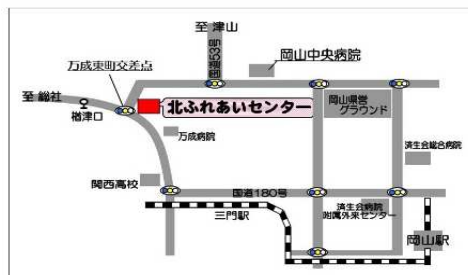 至 津山
国道53号
岡山中央病院
万成東町交差点
至 総社
楢津口
北ふれあいセンター
岡山県営
グラウンド
万成病院
済生会総合病院
関西高校
国道180号
済生会病院
附属外来センター
三門駅
岡山駅